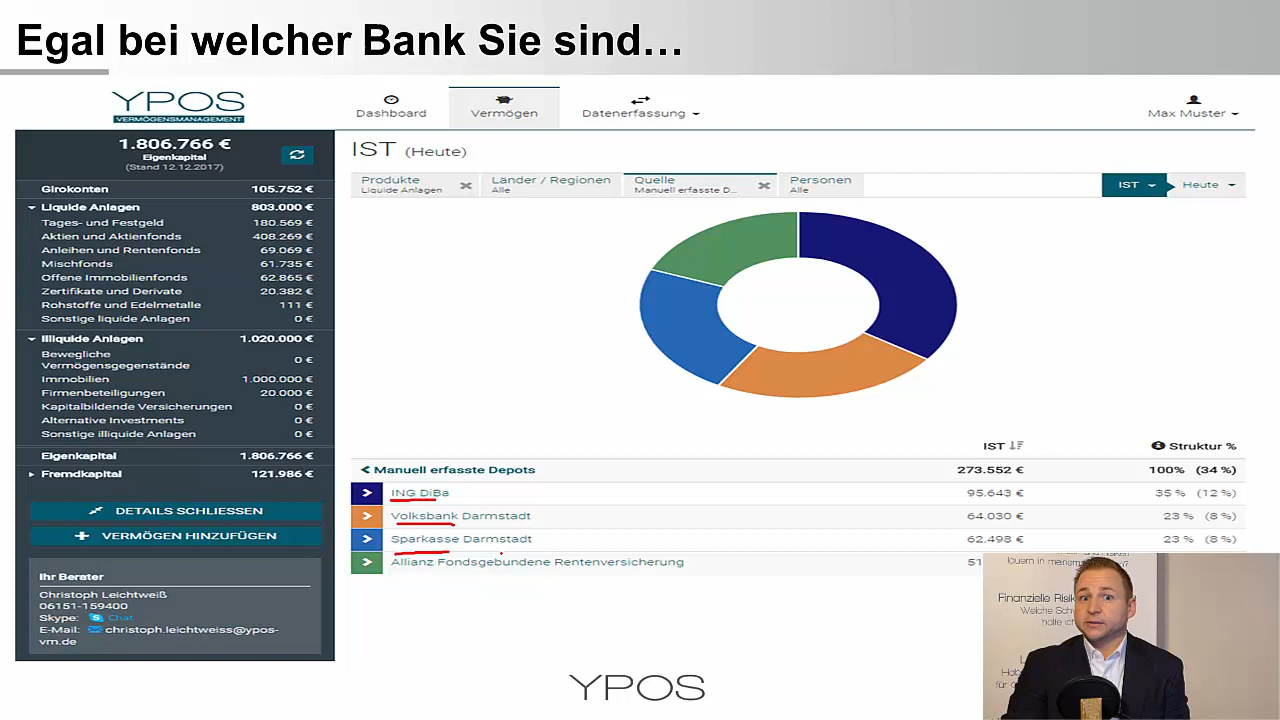 Egal bei welcher Bank Sie sind…
YPOS
VERMÖGENSMANAGEMENT
Dashboard
Vermögen
Datenerfassung
Max Muster
1.806.766 €
Eigenkapital
(Stand 12.12.2017)
Girokonten 105.752 €
Liquide Anlagen 803.000 €
Tages- und Festgeld 180.569 €
Aktien und Aktienfonds 408.269 €
Anleihen und Rentenfonds 69.069 €
Mischfonds 61.735 €
Offene Immobilienfonds 62.865 €
Zertifikate und Derivate 20.382 €
Rohstoffe und Edelmetalle 111 €
Sonstige liquide Anlagen 0 €
Illiquide Anlagen 1.020.000 €
Bewegliche
Vermögensgegenstände 0 €
Immobilien 1.000.000 €
Firmenbeteiligungen 20.000 €
Kapitalbildende Versicherungen 0 €
Alternative Investments 0 €
Sonstige illiquide Anlagen 0 €
Eigenkapital 1.806.766 €
Fremdkapital 121.986 €
DETAILS SCHLIESSEN
VERMÖGEN HINZUFÜGEN
Ihr Berater
Christoph Leichtweiß
06151-159400
Skype: Chat
E-Mail: christoph.leichtweiss@ypos-
vm.de
IST (Heute)
Produkte
Liquide Anlagen
Länder / Regionen
Alle
Quelle
Manuell erfasste D...
Personen
Alle
IST
Heute
IST Struktur %
Manuell erfasste Depots 273.552 € 100% (34 %)
ING DiBa 95.643 € 35 % (12 %)
Volksbank Darmstadt 64.030 € 23 % (8 %)
Sparkasse Darmstadt 62.498 € 23 % (8 %)
Allianz Fondsgebundene Rentenversicherung 51
Finanzielle Risik
YPOS